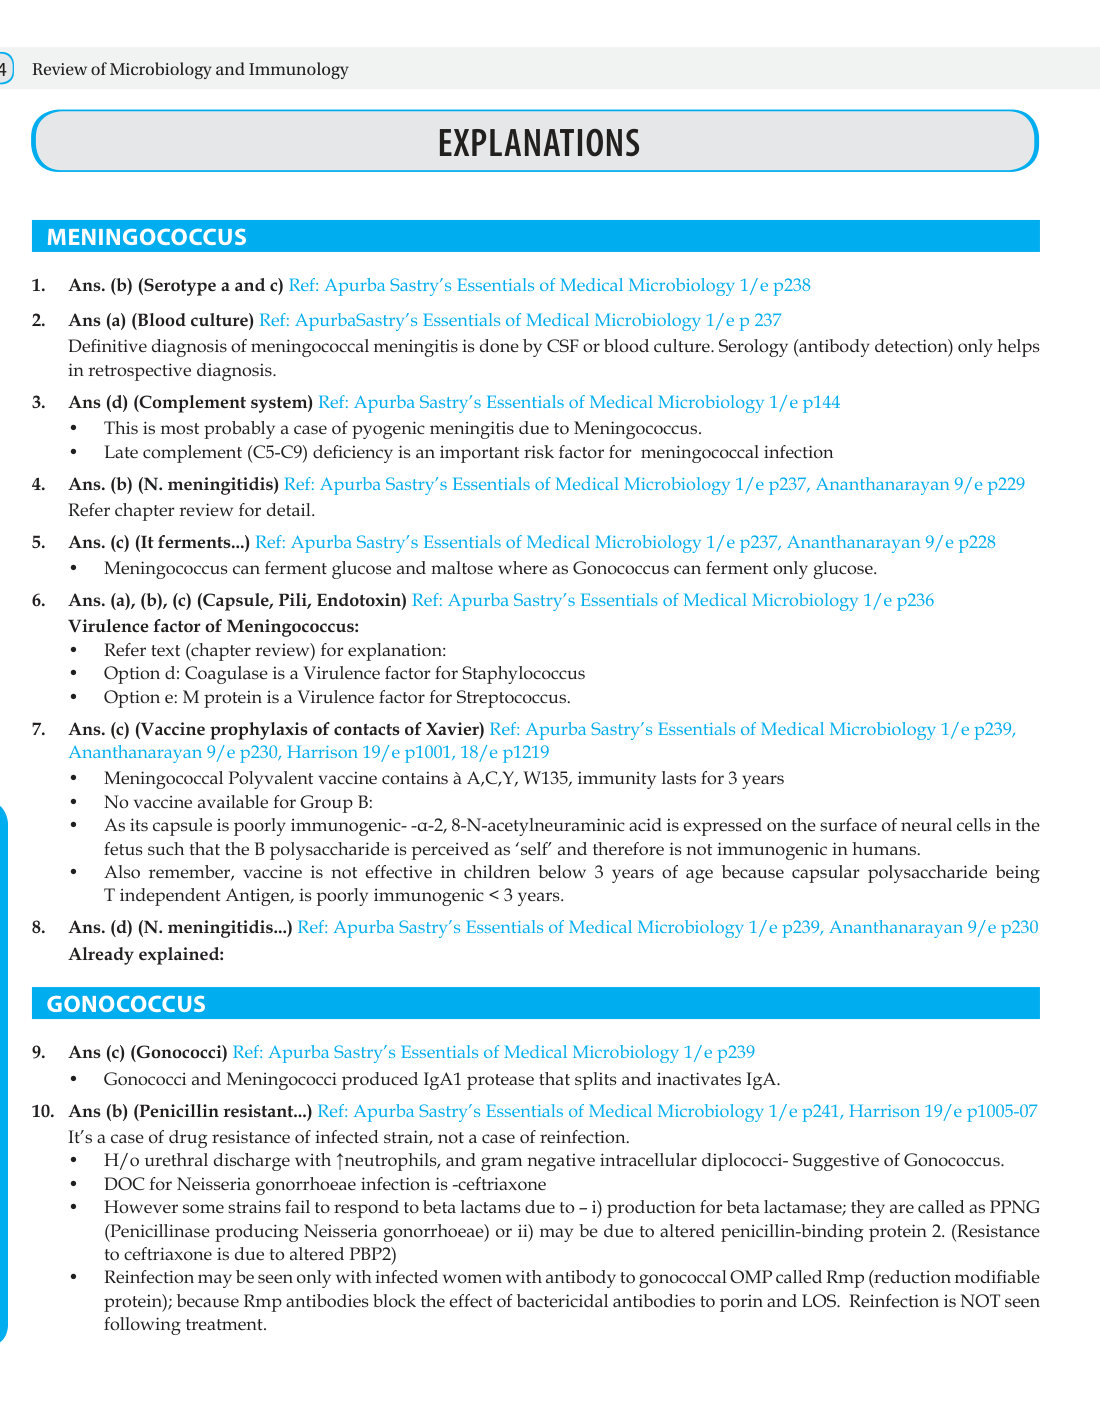 4 Review of Microbiology and Immunology
EXPLANATIONS
MENINGOCOCCUS
1. Ans. (b) (Serotype a and c) Ref: Apurba Sastry’s Essentials of Medical Microbiology 1/e p238
2. Ans (a) (Blood culture) Ref: ApurbaSastry’s Essentials of Medical Microbiology 1/e p 237
Definitive diagnosis of meningococcal meningitis is done by CSF or blood culture. Serology (antibody detection) only helps
in retrospective diagnosis.
3. Ans (d) (Complement system) Ref: Apurba Sastry’s Essentials of Medical Microbiology 1/e p144
• This is most probably a case of pyogenic meningitis due to Meningococcus.
• Late complement (C5-C9) deficiency is an important risk factor for meningococcal infection
4. Ans. (b) (N. meningitidis) Ref: Apurba Sastry’s Essentials of Medical Microbiology 1/e p237, Ananthanarayan 9/e p229
Refer chapter review for detail.
5. Ans. (c) (It ferments...) Ref: Apurba Sastry’s Essentials of Medical Microbiology 1/e p237, Ananthanarayan 9/e p228
• Meningococcus can ferment glucose and maltose where as Gonococcus can ferment only glucose.
6. Ans. (a), (b), (c) (Capsule, Pili, Endotoxin) Ref: Apurba Sastry’s Essentials of Medical Microbiology 1/e p236
Virulence factor of Meningococcus:
• Refer text (chapter review) for explanation:
• Option d: Coagulase is a Virulence factor for Staphylococcus
• Option e: M protein is a Virulence factor for Streptococcus.
7. Ans. (c) (Vaccine prophylaxis of contacts of Xavier) Ref: Apurba Sastry’s Essentials of Medical Microbiology 1/e p239,
Ananthanarayan 9/e p230, Harrison 19/e p1001, 18/e p1219
• Meningococcal Polyvalent vaccine contains à A,C,Y, W135, immunity lasts for 3 years
• No vaccine available for Group B:
• As its capsule is poorly immunogenic- -α-2, 8-N-acetylneuraminic acid is expressed on the surface of neural cells in the
fetus such that the B polysaccharide is perceived as ‘self’ and therefore is not immunogenic in humans.
• Also remember, vaccine is not effective in children below 3 years of age because capsular polysaccharide being
T independent Antigen, is poorly immunogenic < 3 years.
8. Ans. (d) (N. meningitidis...) Ref: Apurba Sastry’s Essentials of Medical Microbiology 1/e p239, Ananthanarayan 9/e p230
Already explained:
GONOCOCCUS
9. Ans (c) (Gonococci) Ref: Apurba Sastry’s Essentials of Medical Microbiology 1/e p239
• Gonococci and Meningococci produced IgA1 protease that splits and inactivates IgA.
10. Ans (b) (Penicillin resistant...) Ref: Apurba Sastry’s Essentials of Medical Microbiology 1/e p241, Harrison 19/e p1005-07
It’s a case of drug resistance of infected strain, not a case of reinfection.
• H/o urethral discharge with ↑neutrophils, and gram negative intracellular diplococci- Suggestive of Gonococcus.
• DOC for Neisseria gonorrhoeae infection is -ceftriaxone
• However some strains fail to respond to beta lactams due to – i) production for beta lactamase; they are called as PPNG
(Penicillinase producing Neisseria gonorrhoeae) or ii) may be due to altered penicillin-binding protein 2. (Resistance
to ceftriaxone is due to altered PBP2)
• Reinfection may be seen only with infected women with antibody to gonococcal OMP called Rmp (reduction modifiable
protein); because Rmp antibodies block the effect of bactericidal antibodies to porin and LOS. Reinfection is NOT seen
following treatment.